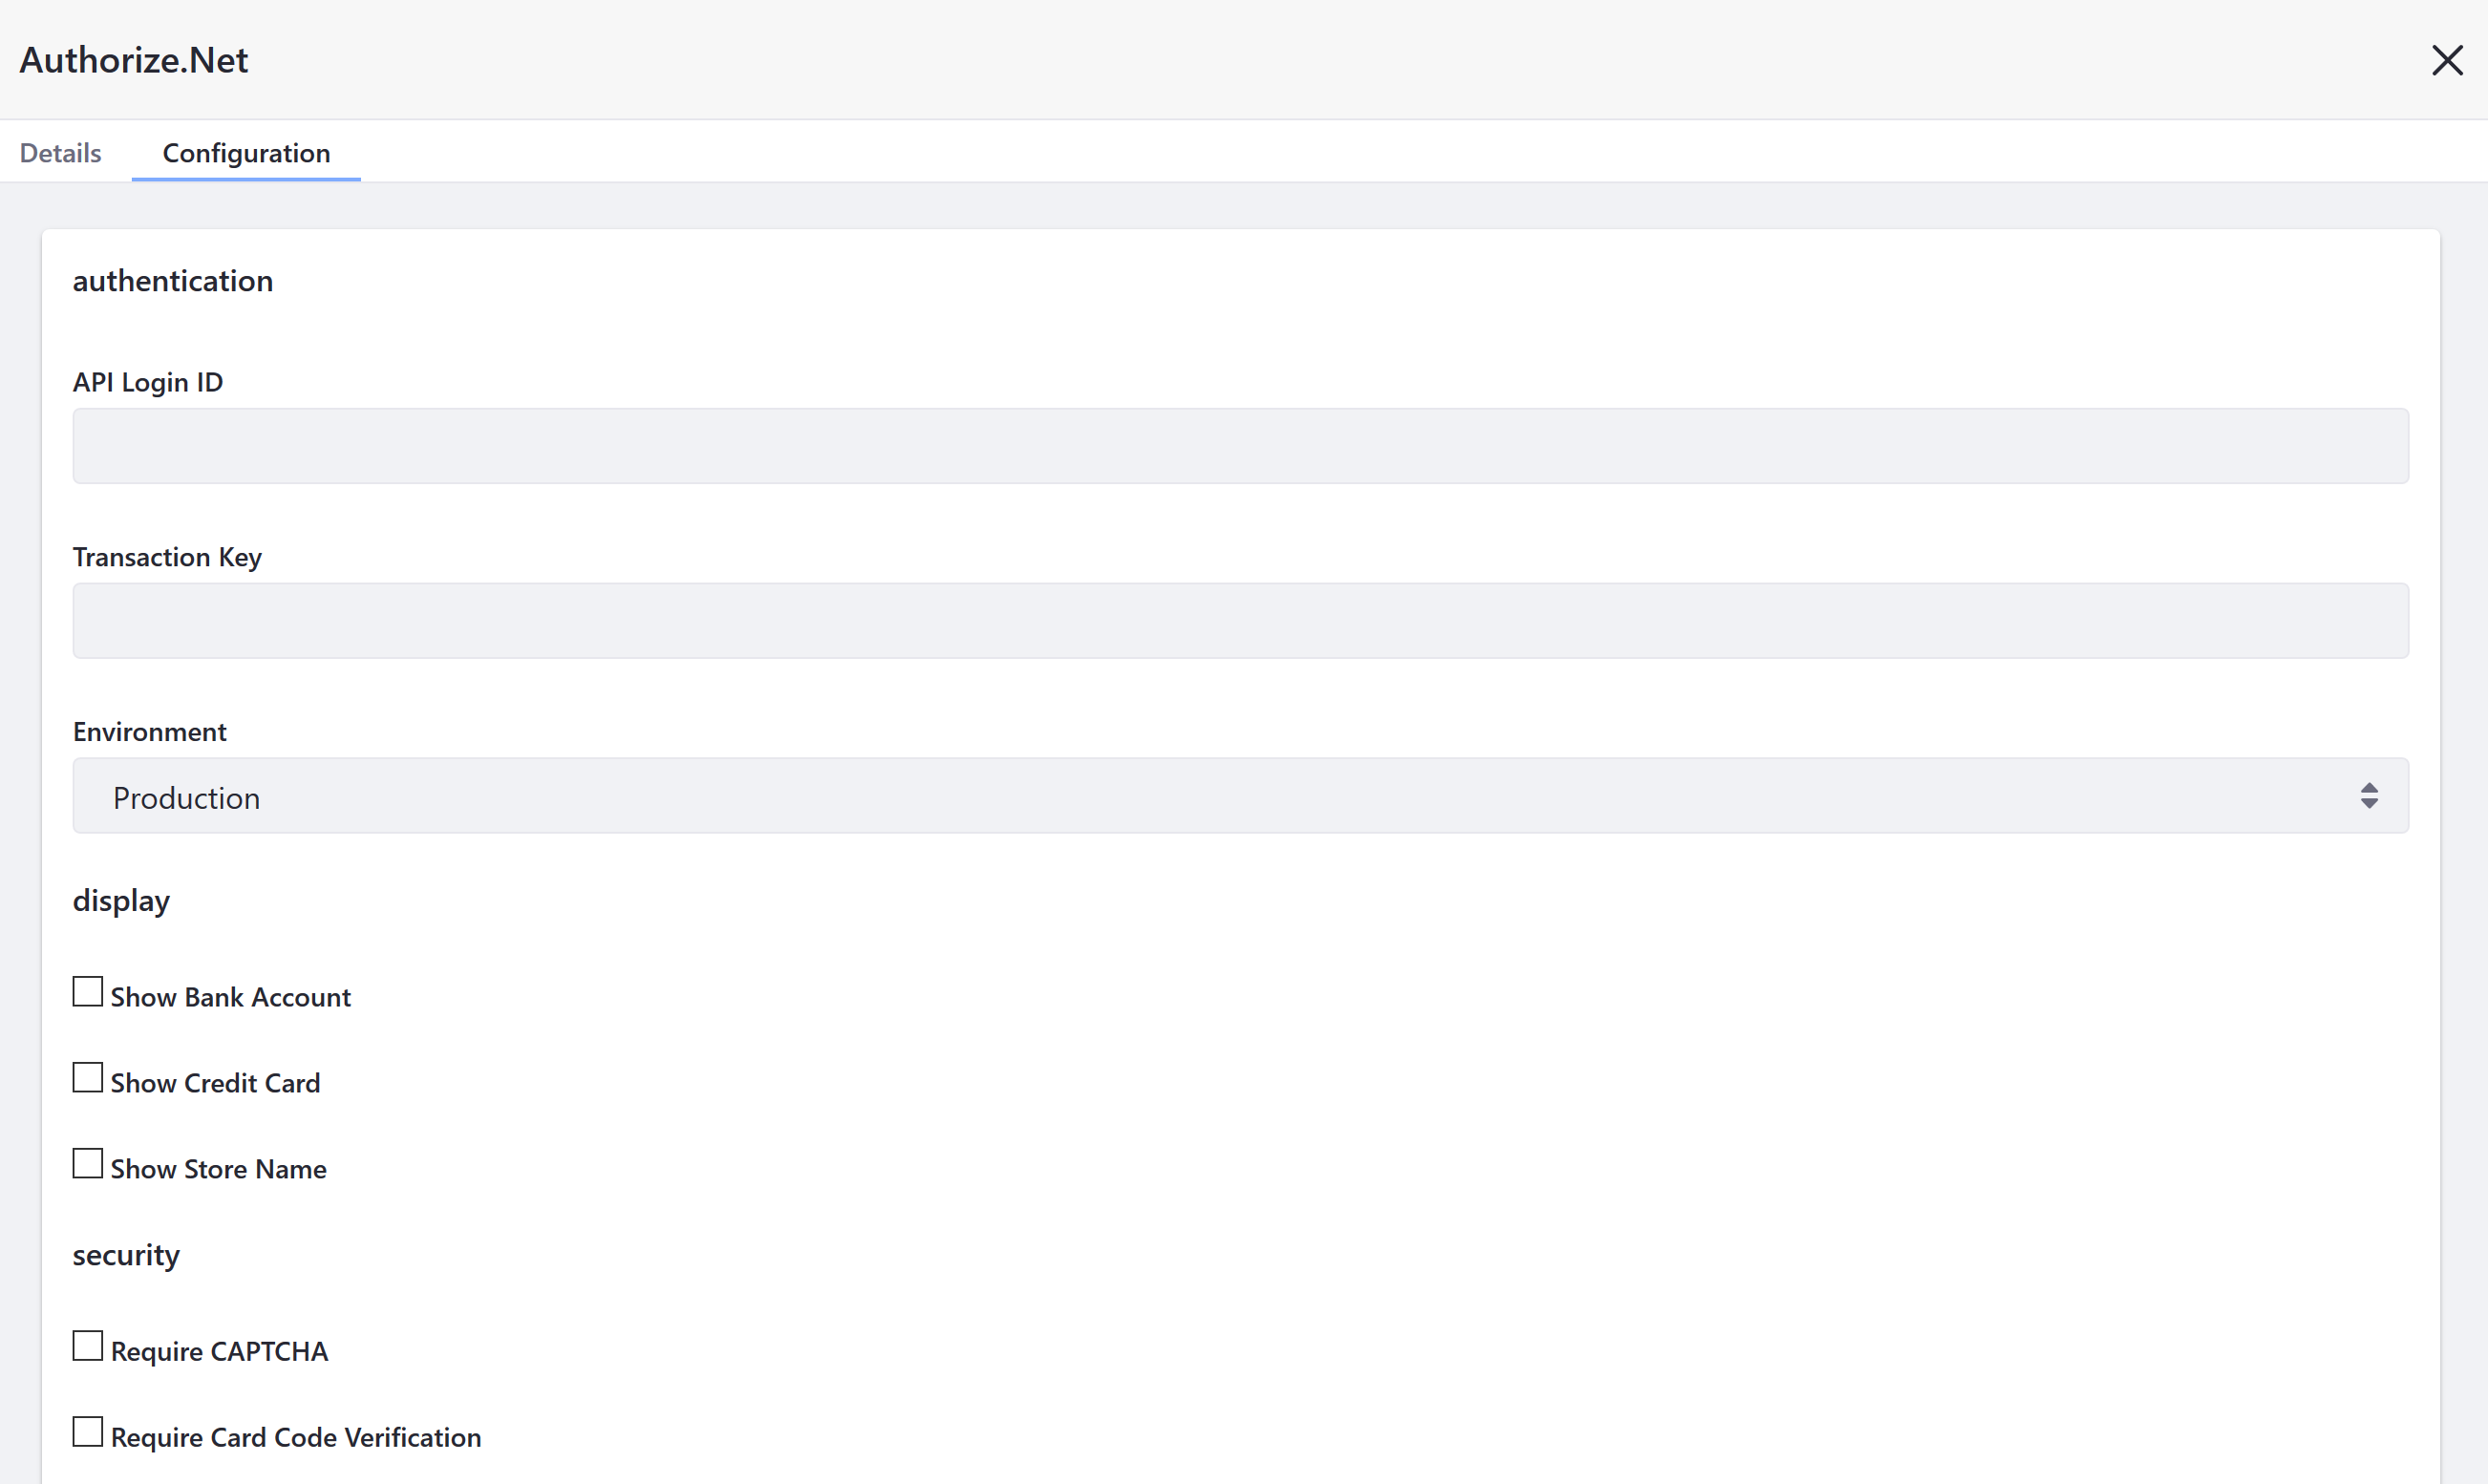 Authorize.Net
Details Configuration
authentication
API Login ID
Transaction Key
Environment
Production
display
Show Bank Account
Show Credit Card
Show Store Name
security
Require CAPTCHA
Require Card Code Verification